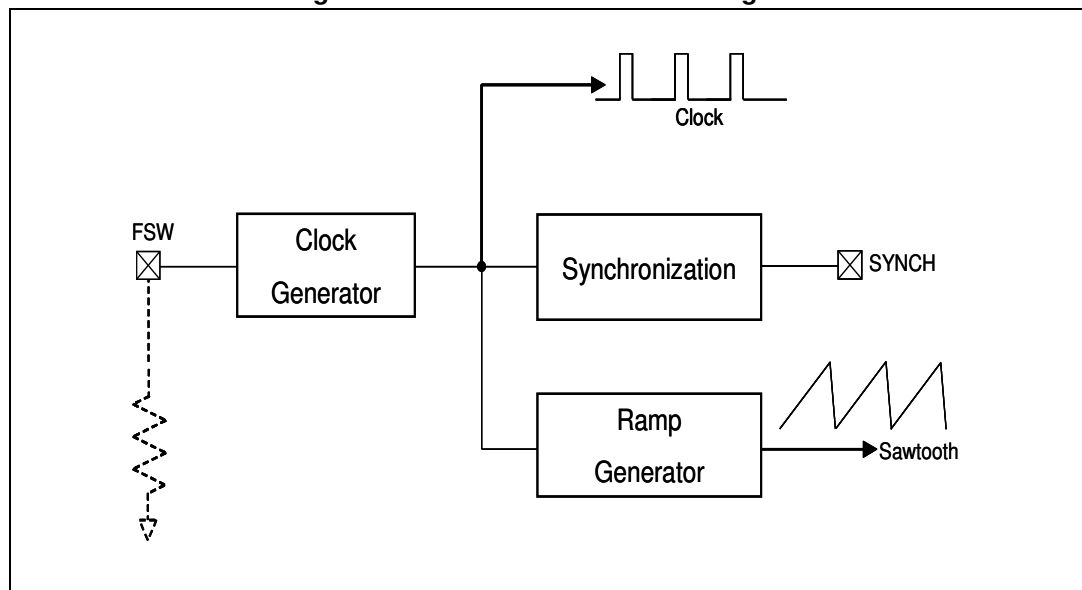 Clock
FSW
Clock
Generator
Synchronization
SYNCH
Ramp
Generator
Sawtooth